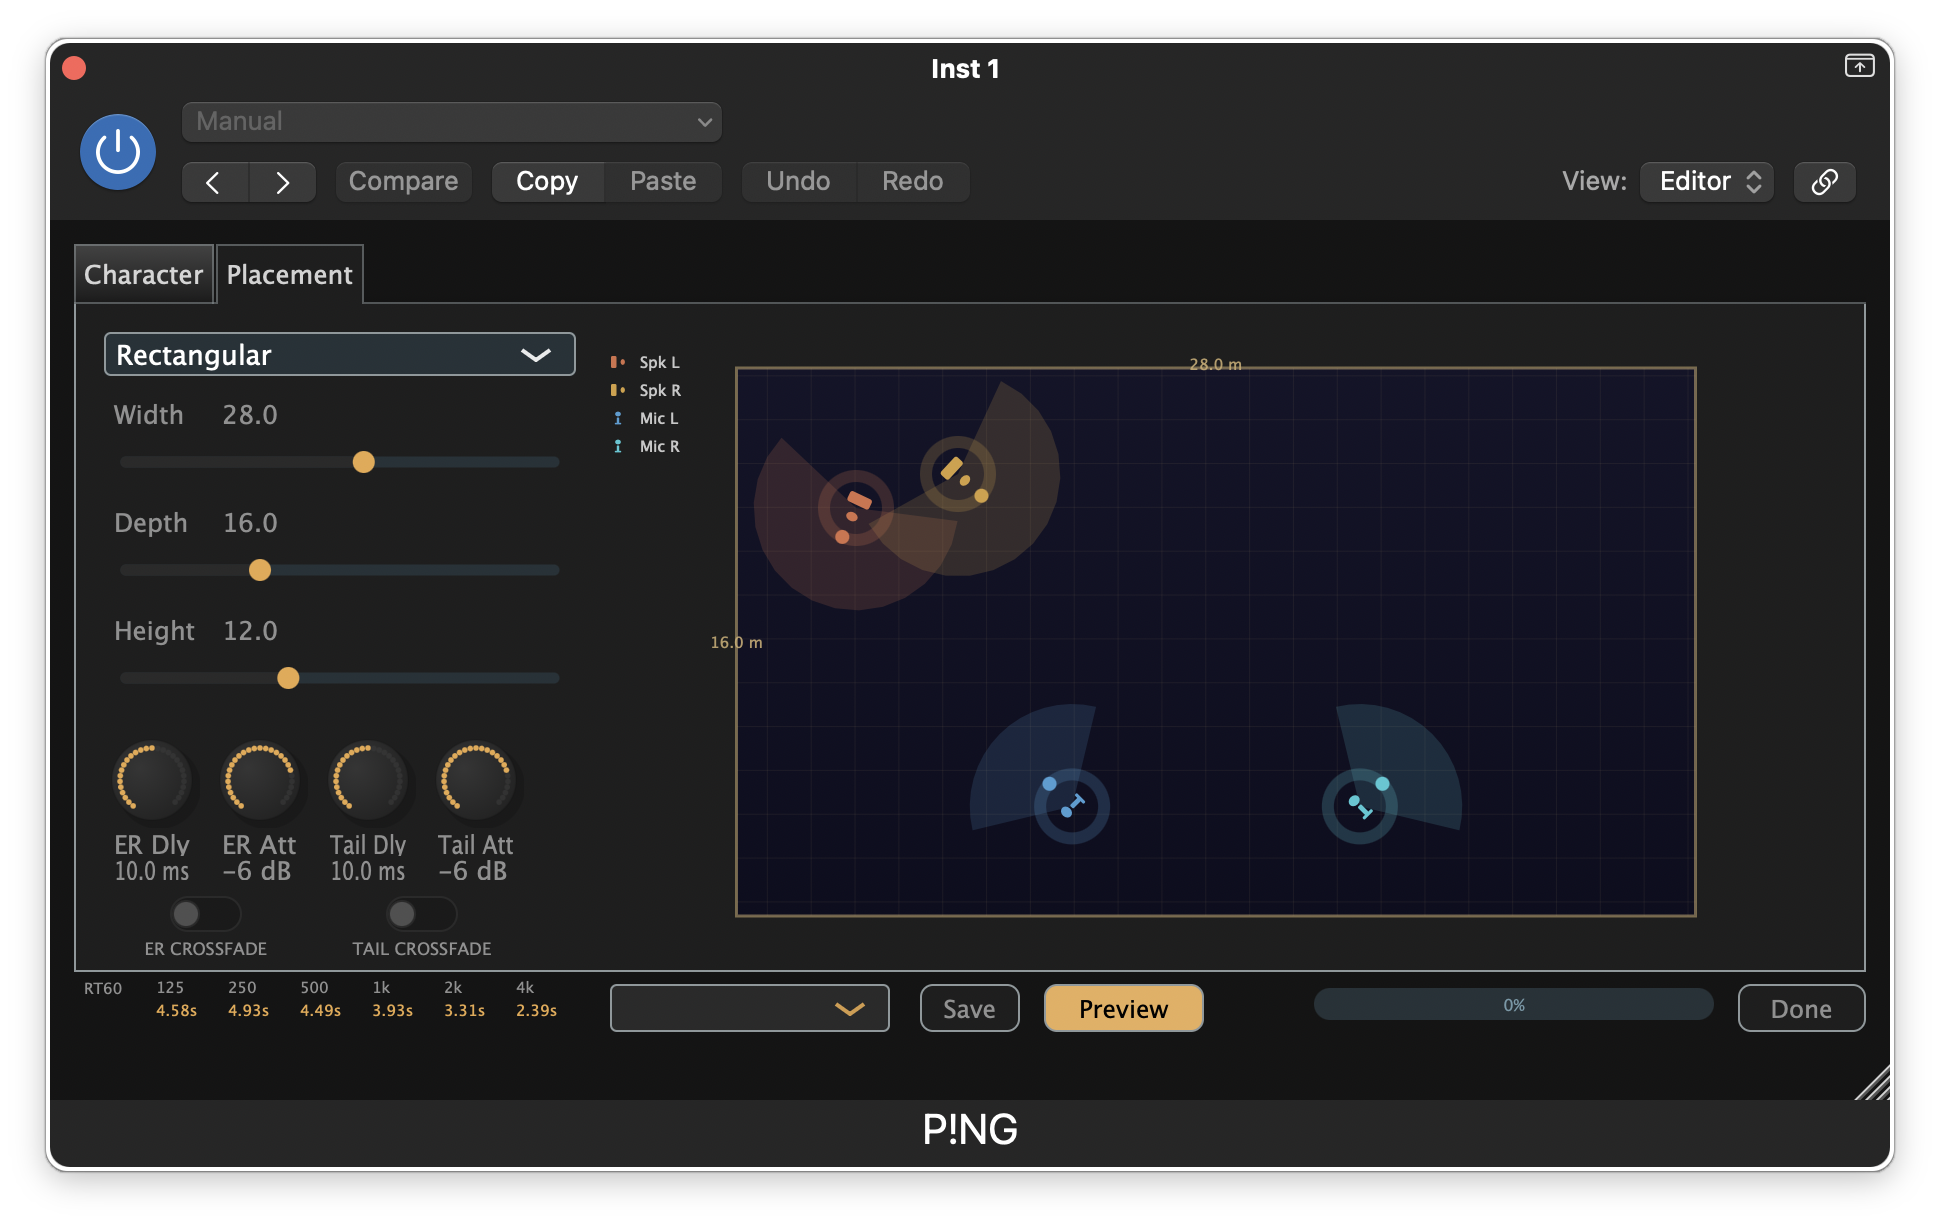 Inst 1
Manual
Compare
Copy
Paste
Undo
Redo
View:
Editor
Character
Placement
Rectangular
Width 28.0
Depth 16.0
Height 12.0
ER Dly
10.0 ms
ER Att
-6 dB
Tail Dly
10.0 ms
Tail Att
-6 dB
ER CROSSFADE
TAIL CROSSFADE
Spk L
Spk R
Mic L
Mic R
28.0 m
16.0 m
RT60 125 250 500 1k 2k 4k
4.58s 4.93s 4.49s 3.93s 3.31s 2.39s
Save
Preview
0%
Done
P!NG